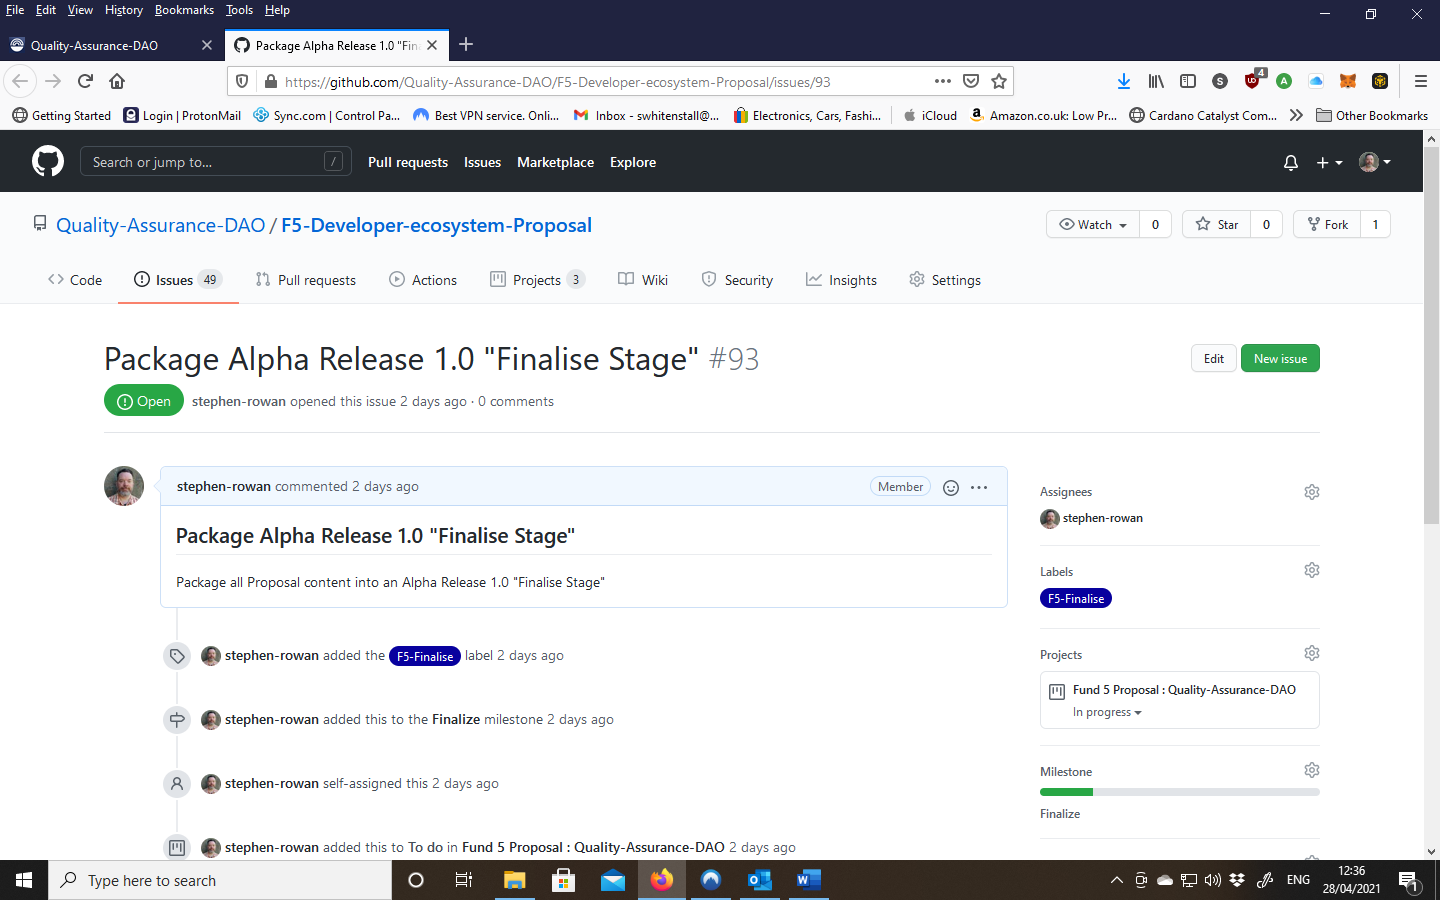 File Edit View History Bookmarks Tools Help
Quality-Assurance-DAO
Package Alpha Release 1.0 "Fin
https://github.com/Quality-Assurance-DAO/F5-Developer-ecosystem-Proposal/issues/93
4
Getting Started Login | ProtonMail Sync.com | Control Pa... Best VPN service. Onli... Inbox - swhitenstall@... Electronics, Cars, Fashi... iCloud Amazon.co.uk: Low Pr... Cardano Catalyst Com... Other Bookmarks
Search or jump to... / Pull requests Issues Marketplace Explore
Quality-Assurance-DAO / F5-Developer-ecosystem-Proposal
Watch 0 Star 0 Fork 1
Code Issues 49 Pull requests Actions Projects 3 Wiki Security Insights Settings
Package Alpha Release 1.0 "Finalise Stage" #93
Edit New issue
Open stephen-rowan opened this issue 2 days ago · 0 comments
stephen-rowan commented 2 days ago
Member
Package Alpha Release 1.0 "Finalise Stage"
Package all Proposal content into an Alpha Release 1.0 "Finalise Stage"
stephen-rowan added the F5-Finalise label 2 days ago
stephen-rowan added this to the Finalize milestone 2 days ago
stephen-rowan self-assigned this 2 days ago
stephen-rowan added this to To do in Fund 5 Proposal : Quality-Assurance-DAO 2 days ago
Assignees
stephen-rowan
Labels
F5-Finalise
Projects
Fund 5 Proposal : Quality-Assurance-DAO
In progress
Milestone
Finalize
Type here to search
ENG
12:36
28/04/2021
1